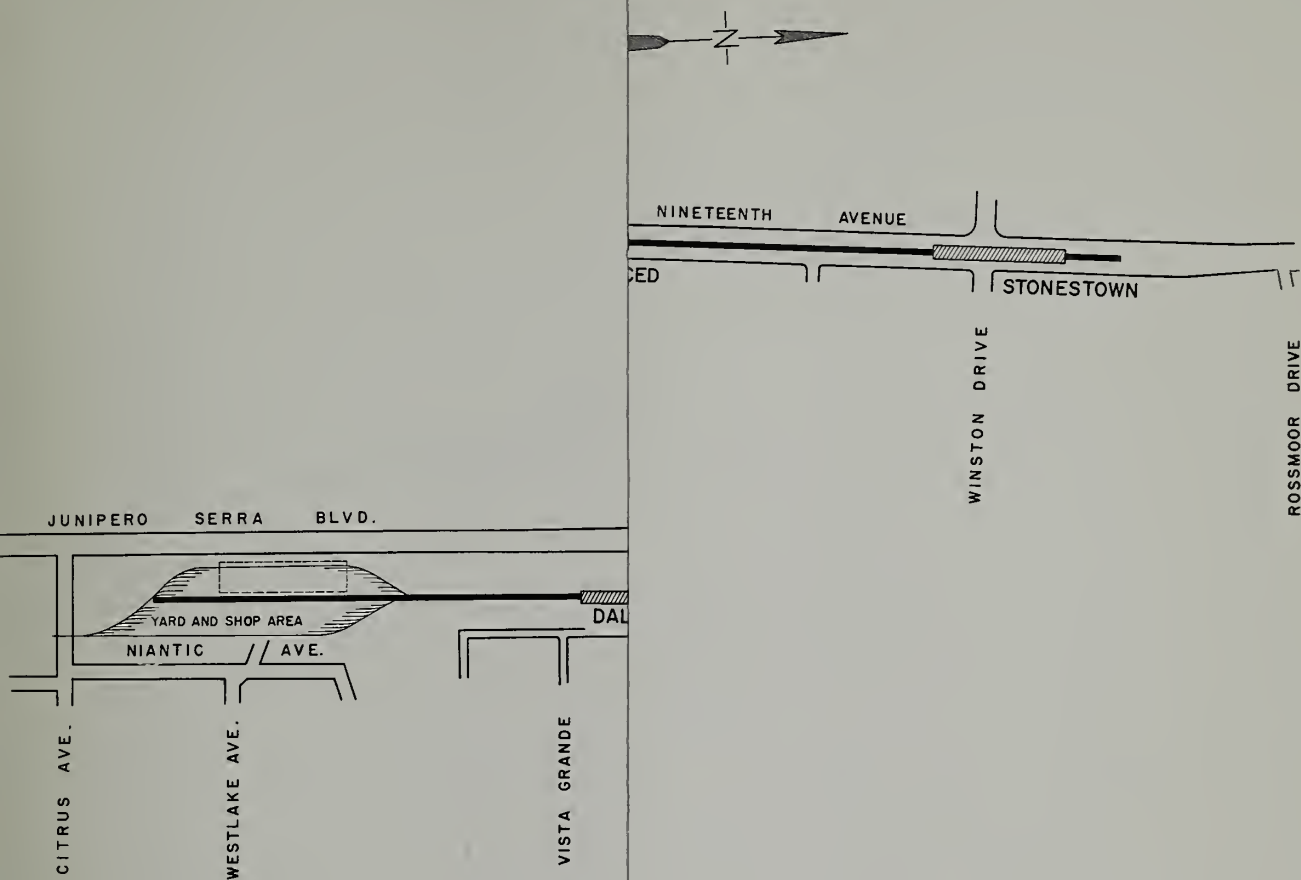 N
NINETEENTH AVENUE
CED
STONESTOWN
WINSTON DRIVE
ROSSMOOR DRIVE
JUNIPERO SERRA BLVD.
DAL
YARD AND SHOP AREA
NIANTIC AVE.
CITRUS AVE.
WESTLAKE AVE.
VISTA GRANDE